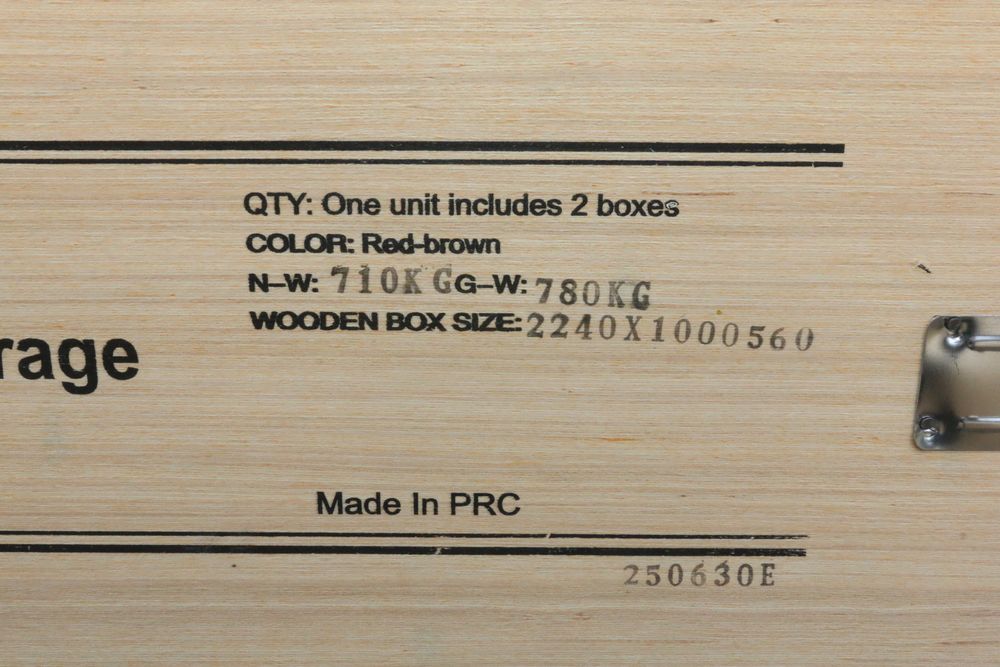 QTY: One unit includes 2 boxes
COLOR: Red-brown
N-W: 710KG G-W: 780KG
WOODEN BOX SIZE: 2240X1000560
rage
Made In PRC
250630E